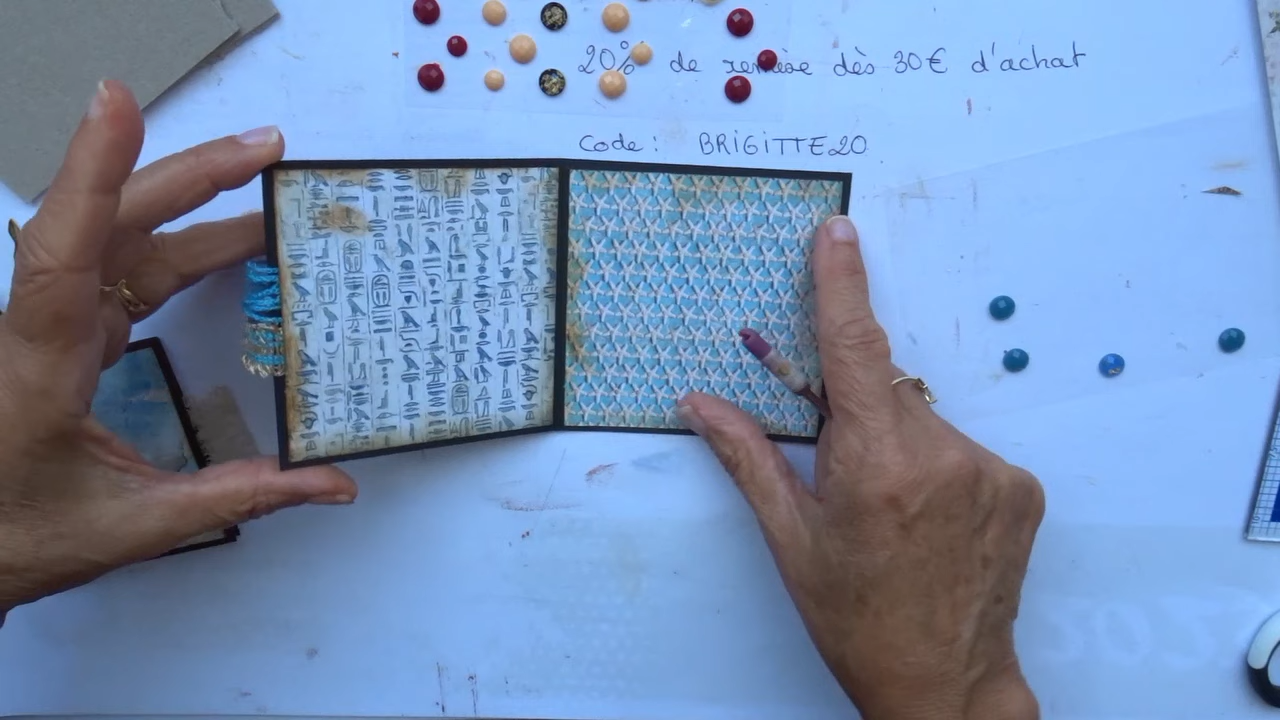 20% de remise dès 30€ d'achat
Code : BRIGITTE20